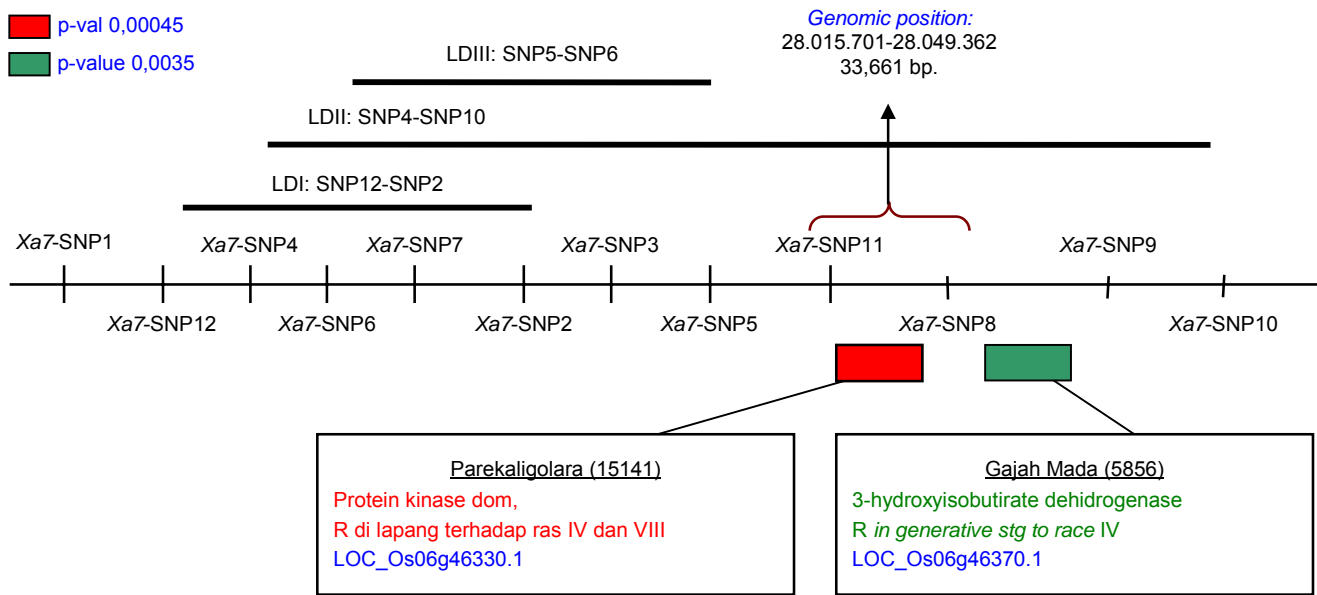 p-val 0,00045
p-value 0,0035
Genomic position:
28.015.701-28.049.362
33,661 bp.
LDIII: SNP5-SNP6
LDII: SNP4-SNP10
LDI: SNP12-SNP2
Xa7-SNP1
Xa7-SNP4
Xa7-SNP7
Xa7-SNP3
Xa7-SNP11
Xa7-SNP9
Xa7-SNP12
Xa7-SNP6
Xa7-SNP2
Xa7-SNP5
Xa7-SNP8
Xa7-SNP10
Parekaligolara (15141)
Protein kinase dom,
R di lapang terhadap ras IV dan VIII
LOC_Os06g46330.1
Gajah Mada (5856)
3-hydroxyisobutirate dehidrogenase
R in generative stg to race IV
LOC_Os06g46370.1